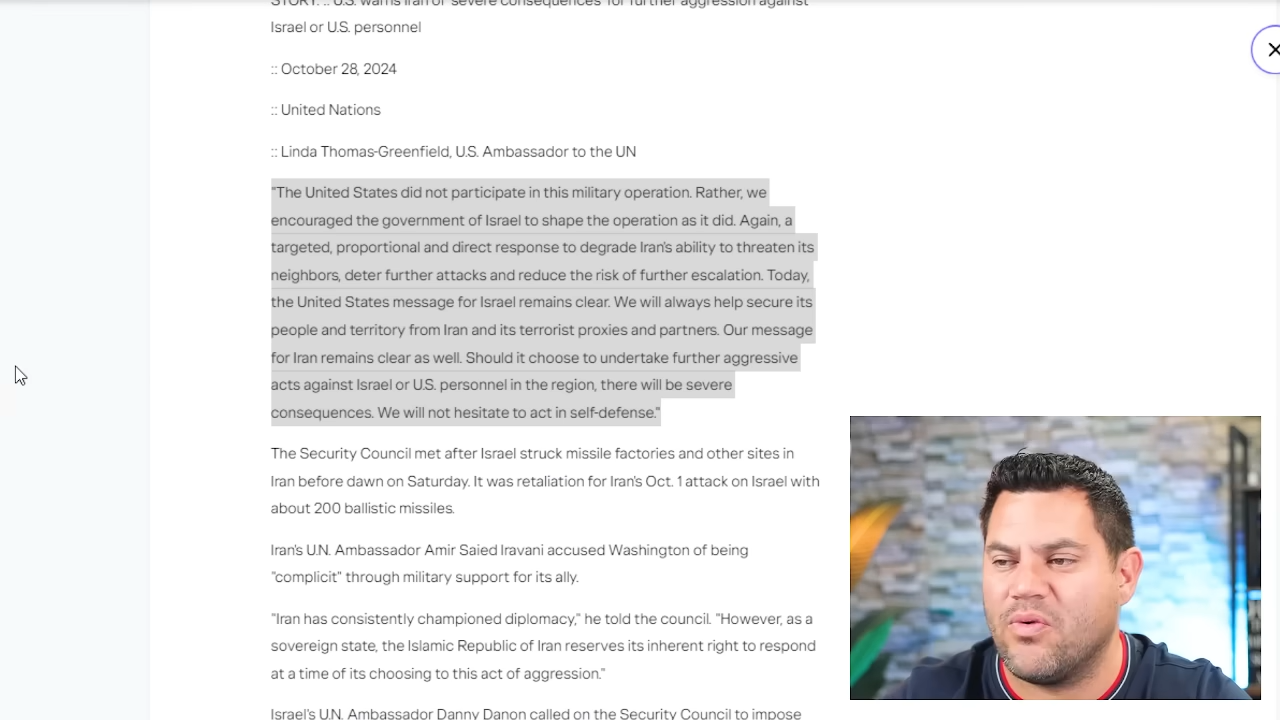 STORY: :: U.S. warns Iran of 'severe consequences' for further aggression against
Israel or U.S. personnel
:: October 28, 2024
:: United Nations
:: Linda Thomas-Greenfield, U.S. Ambassador to the UN
"The United States did not participate in this military operation. Rather, we
encouraged the government of Israel to shape the operation as it did. Again, a
targeted, proportional and direct response to degrade Iran's ability to threaten its
neighbors, deter further attacks and reduce the risk of further escalation. Today,
the United States message for Israel remains clear. We will always help secure its
people and territory from Iran and its terrorist proxies and partners. Our message
for Iran remains clear as well. Should it choose to undertake further aggressive
acts against Israel or U.S. personnel in the region, there will be severe
consequences. We will not hesitate to act in self-defense."
The Security Council met after Israel struck missile factories and other sites in
Iran before dawn on Saturday. It was retaliation for Iran's Oct. 1 attack on Israel with
about 200 ballistic missiles.
Iran's U.N. Ambassador Amir Saied Iravani accused Washington of being
"complicit" through military support for its ally.
"Iran has consistently championed diplomacy," he told the council. "However, as a
sovereign state, the Islamic Republic of Iran reserves its inherent right to respond
at a time of its choosing to this act of aggression."
Israel's U.N. Ambassador Danny Danon called on the Security Council to impose